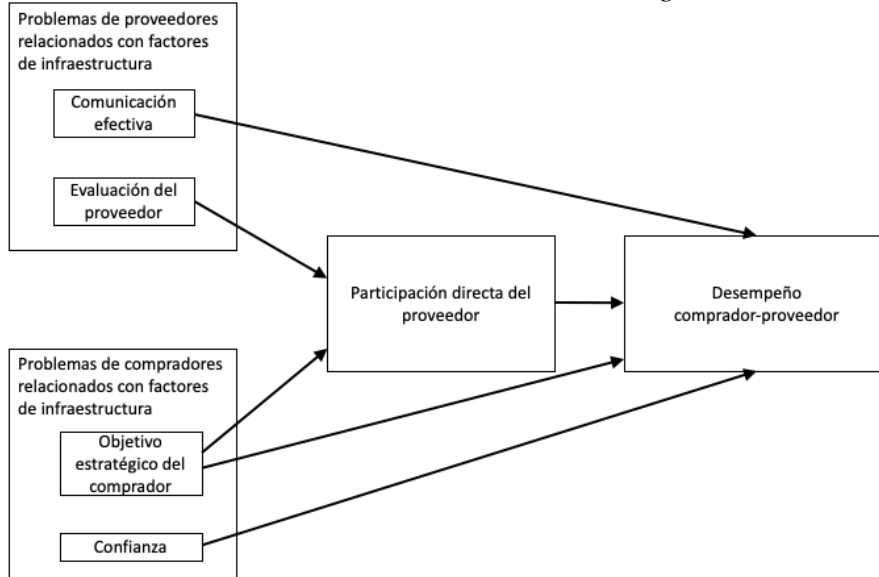 Problemas de proveedores
relacionados con factores
de infraestructura
Comunicación
efectiva
Evaluación del
proveedor
Participación directa del
proveedor
Desempeño
comprador-proveedor
Problemas de compradores
relacionados con factores
de infraestructura
Objetivo
estratégico del
comprador
Confianza